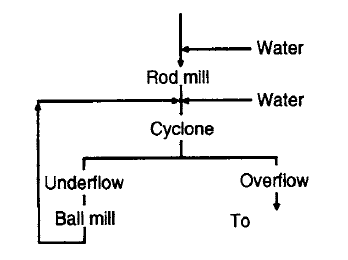 Water
Rod mill
Water
Cyclone
Underflow
Overflow
Ball mill
To